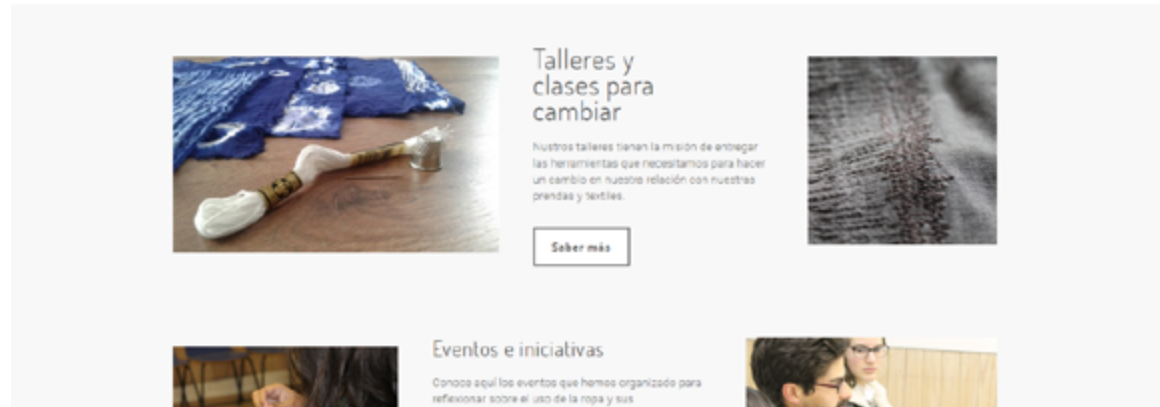 Talleres y
clases para
cambiar
Nustros talleres tienen la misión de entregar
las herramientas que necesitamos para hacer
un cambio en nuestra relación con nuestras
prendas y textiles.
Saber más
Eventos e iniciativas
Conoce aquí los eventos que hemos organizado para
reflexionar sobre el uso de la ropa y sus